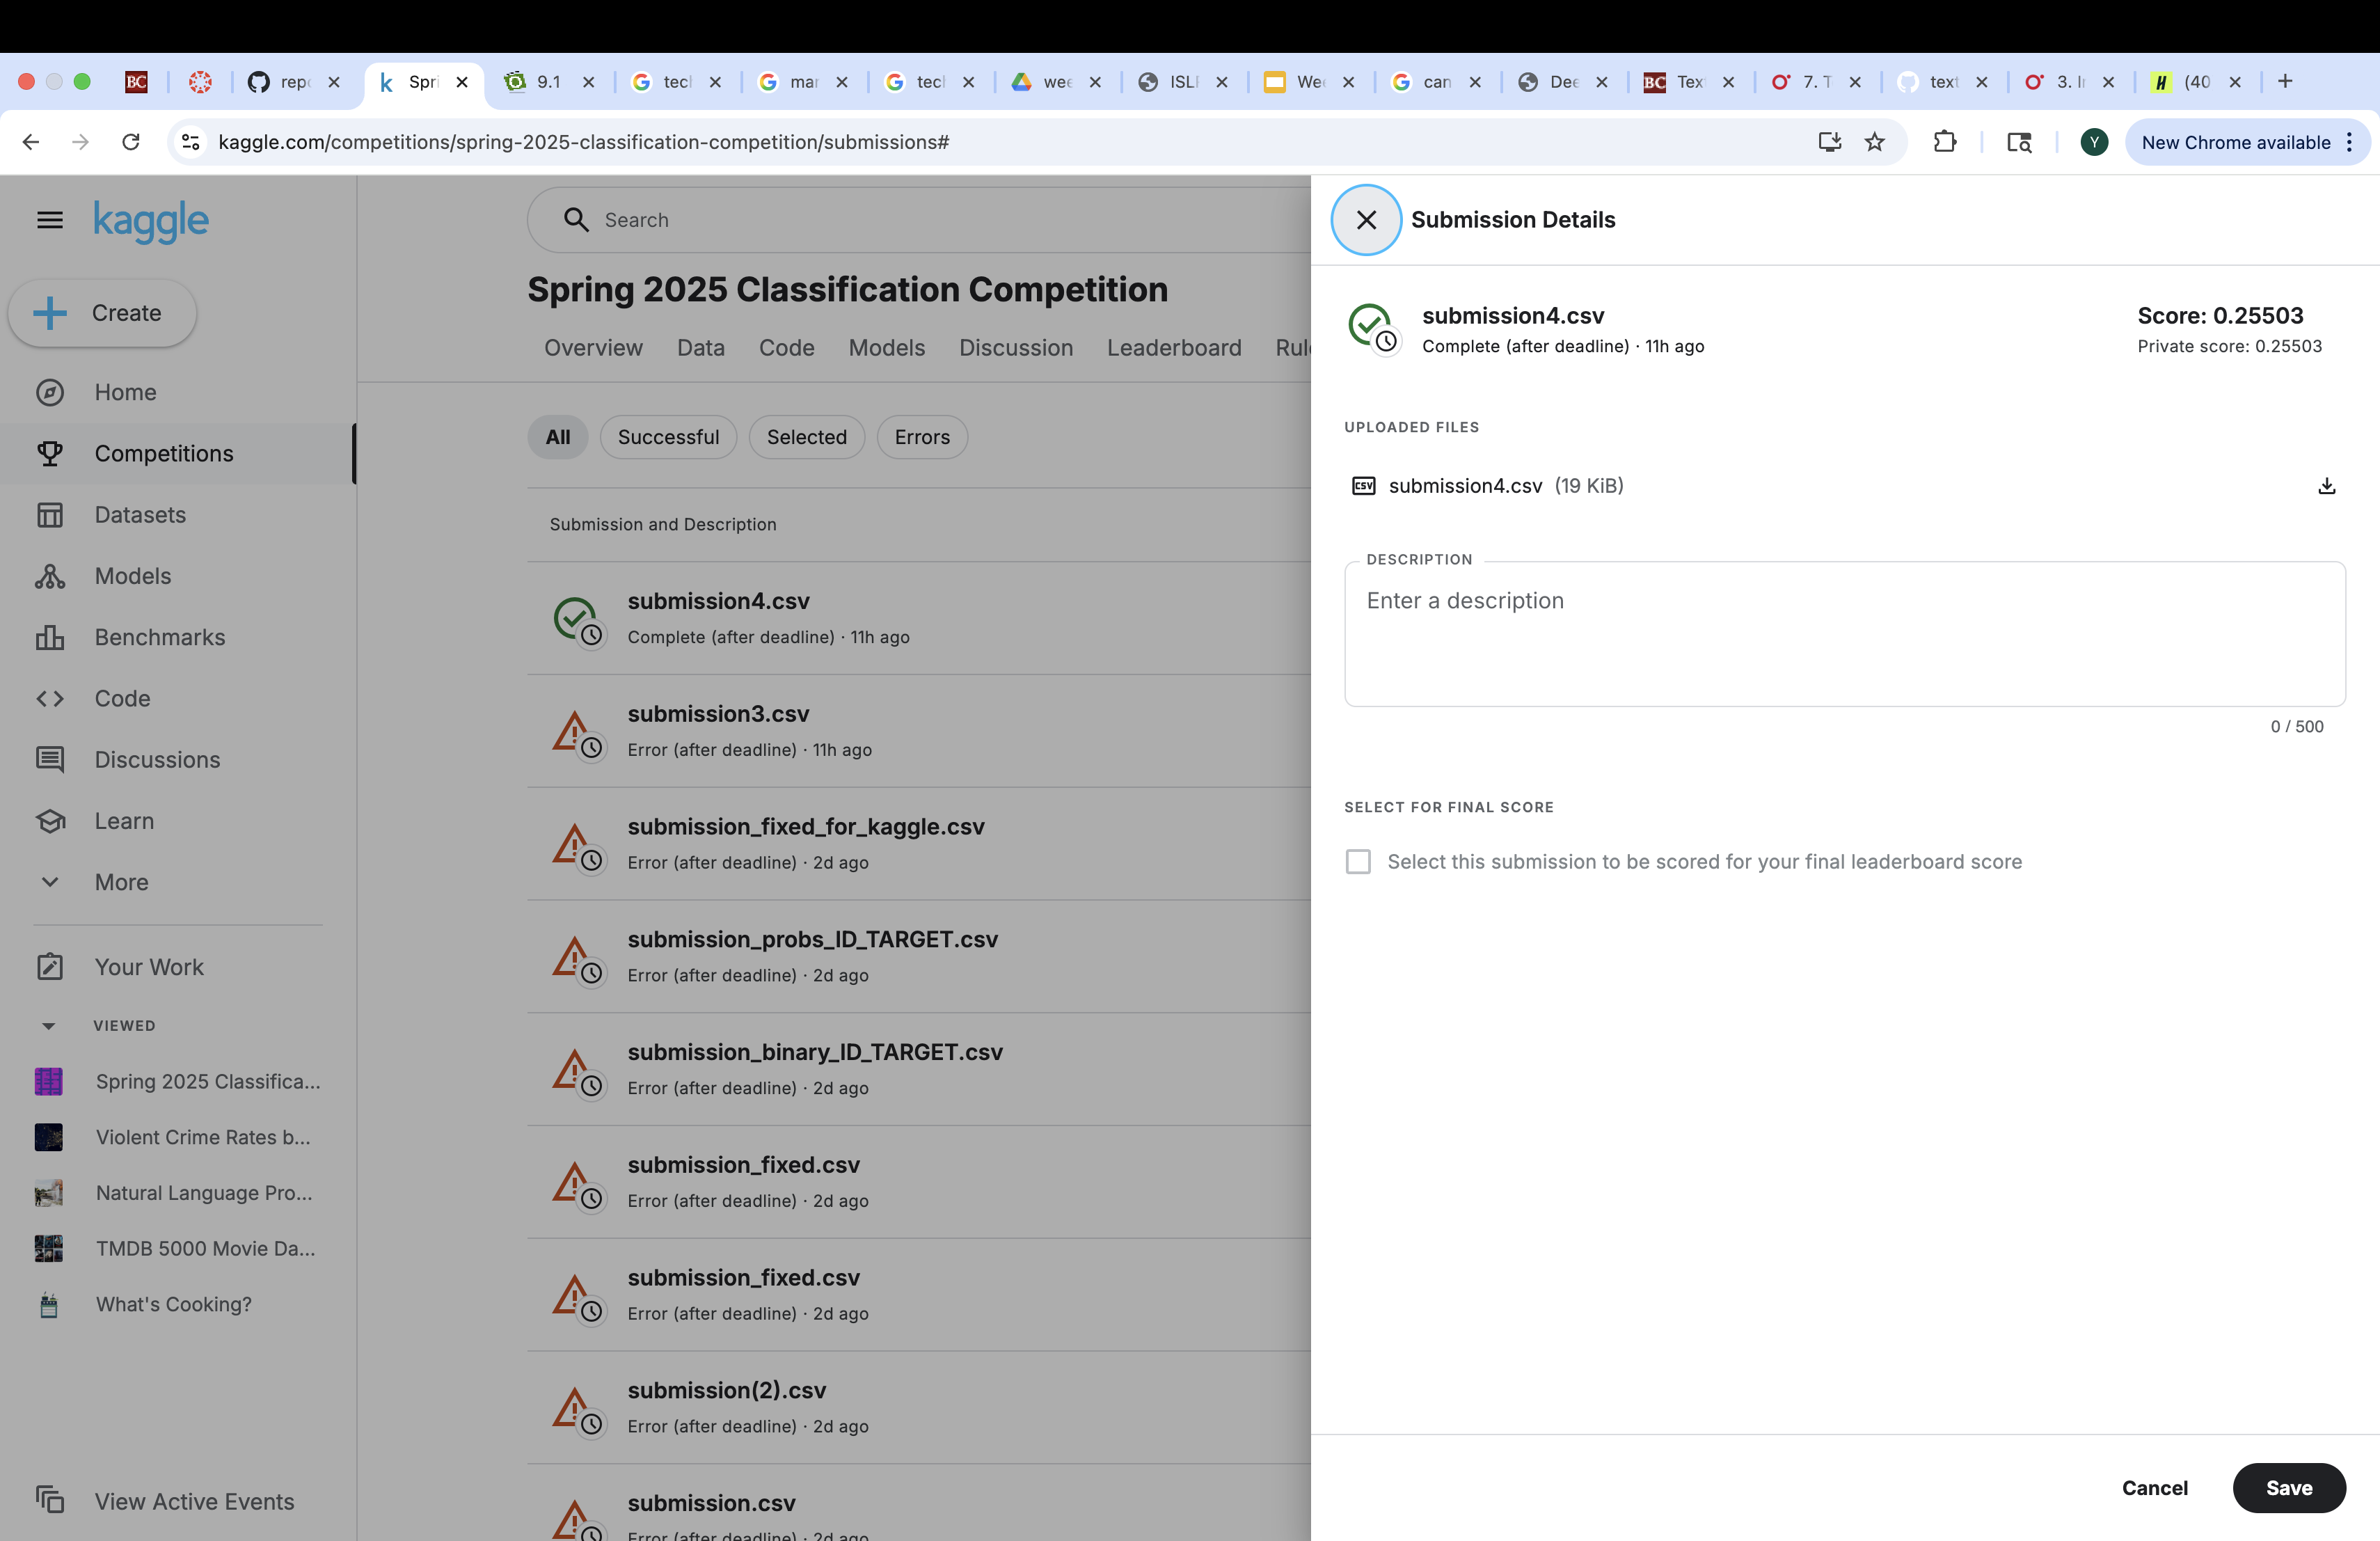 BC
repo
Spri
9.1
tech
mar
tech
wee
ISLI
Wee
can
Dee
BC Tex
7. T
text
3. Ir
H (40
kaggle.com/competitions/spring-2025-classification-competition/submissions#
Y
New Chrome available
kaggle
Create
Home
Competitions
Datasets
Models
Benchmarks
Code
Discussions
Learn
More
Your Work
VIEWED
Spring 2025 Classifica...
Violent Crime Rates b...
Natural Language Pro...
TMDB 5000 Movie Da...
What's Cooking?
View Active Events
Search
Spring 2025 Classification Competition
Overview Data Code Models Discussion Leaderboard Rul
All Successful Selected Errors
Submission and Description
submission4.csv
Complete (after deadline) · 11h ago
submission3.csv
Error (after deadline) · 11h ago
submission_fixed_for_kaggle.csv
Error (after deadline) · 2d ago
submission_probs_ID_TARGET.csv
Error (after deadline) · 2d ago
submission_binary_ID_TARGET.csv
Error (after deadline) · 2d ago
submission_fixed.csv
Error (after deadline) · 2d ago
submission_fixed.csv
Error (after deadline) · 2d ago
submission(2).csv
Error (after deadline) · 2d ago
submission.csv
Error (after deadline) · 2d ago
Submission Details
submission4.csv
Complete (after deadline) · 11h ago
Score: 0.25503
Private score: 0.25503
UPLOADED FILES
CSV submission4.csv (19 KiB)
DESCRIPTION
Enter a description
0 / 500
SELECT FOR FINAL SCORE
Select this submission to be scored for your final leaderboard score
Cancel Save